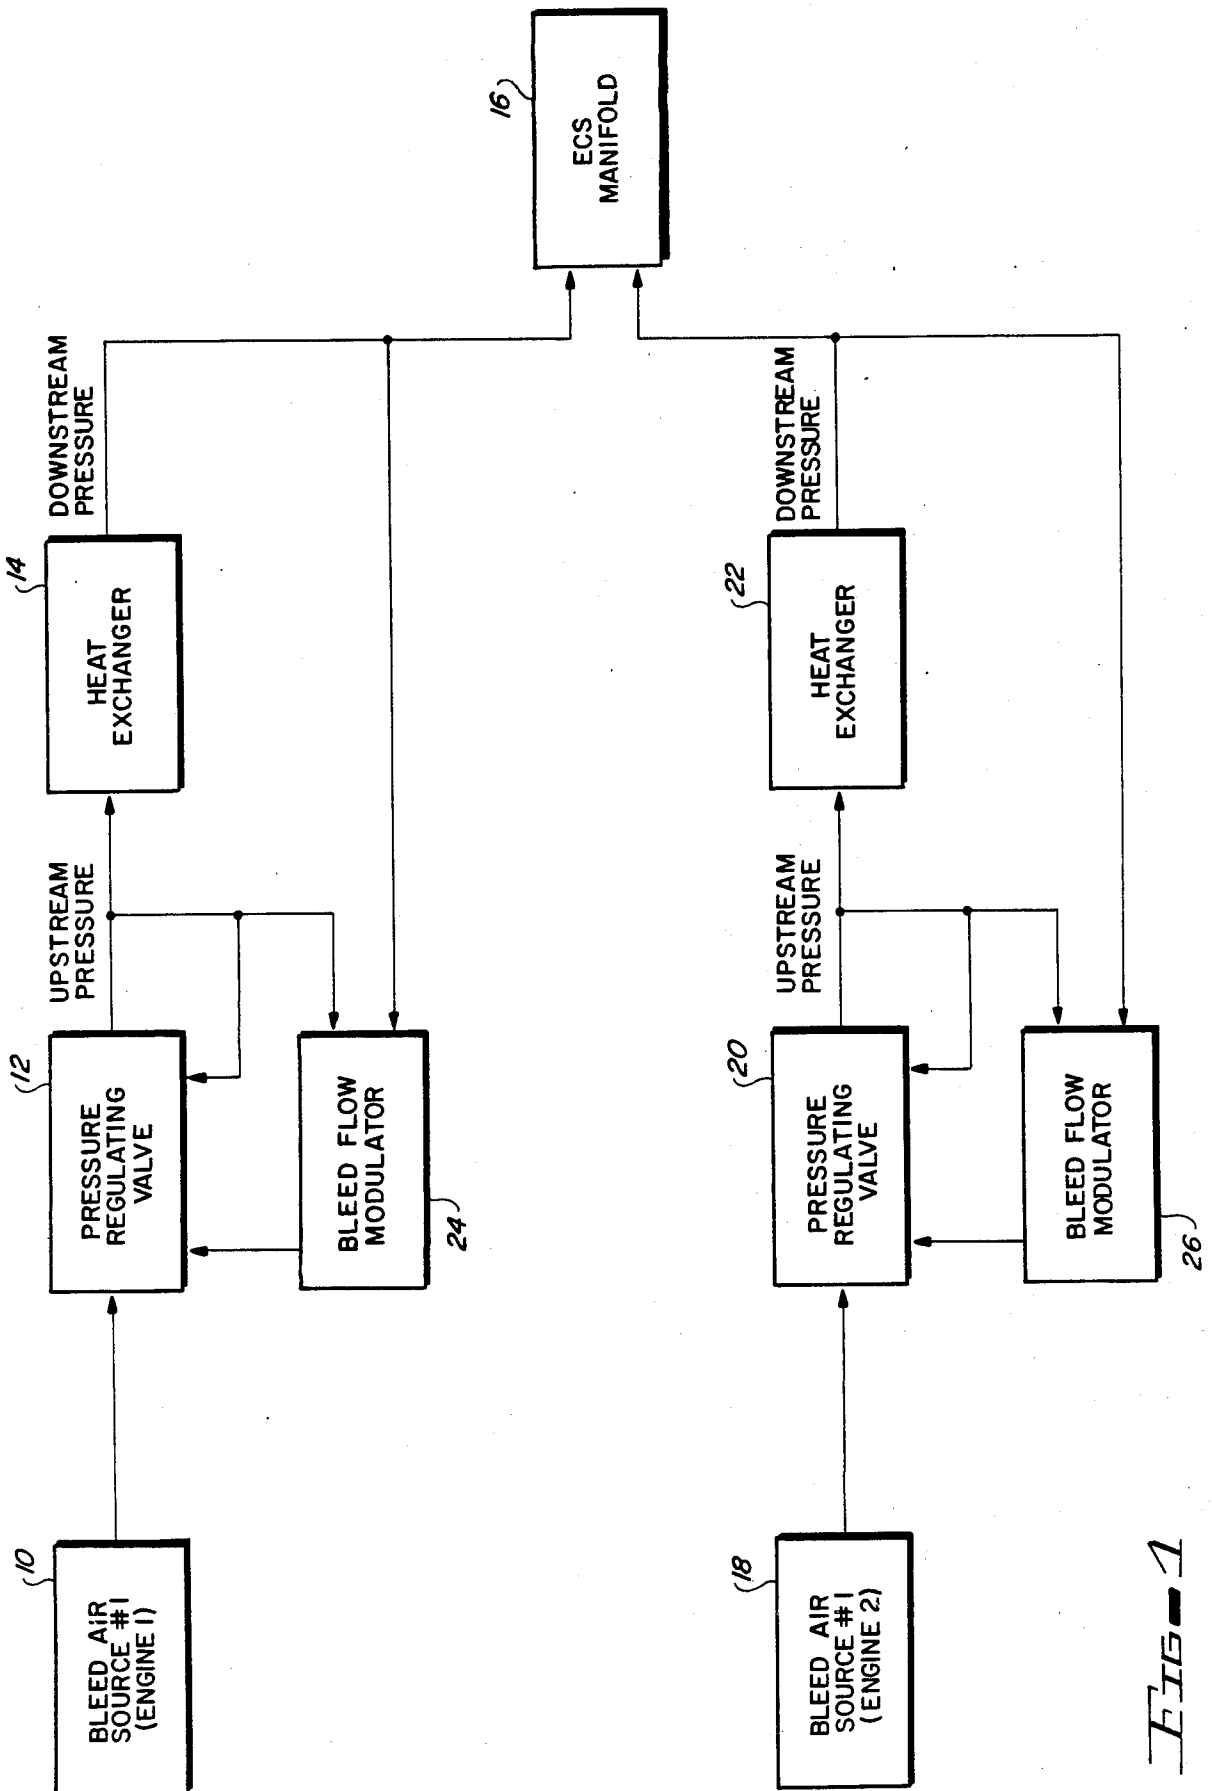 10
BLEED AIR
SOURCE #1
(ENGINE 1)
12
PRESSURE
REGULATING
VALVE
UPSTREAM
PRESSURE
14
HEAT
EXCHANGER
DOWNSTREAM
PRESSURE
16
ECS
MANIFOLD
BLEED FLOW
MODULATOR
24
18
BLEED AIR
SOURCE #1
(ENGINE 2)
20
PRESSURE
REGULATING
VALVE
UPSTREAM
PRESSURE
22
HEAT
EXCHANGER
DOWNSTREAM
PRESSURE
BLEED FLOW
MODULATOR
26
FIG-1